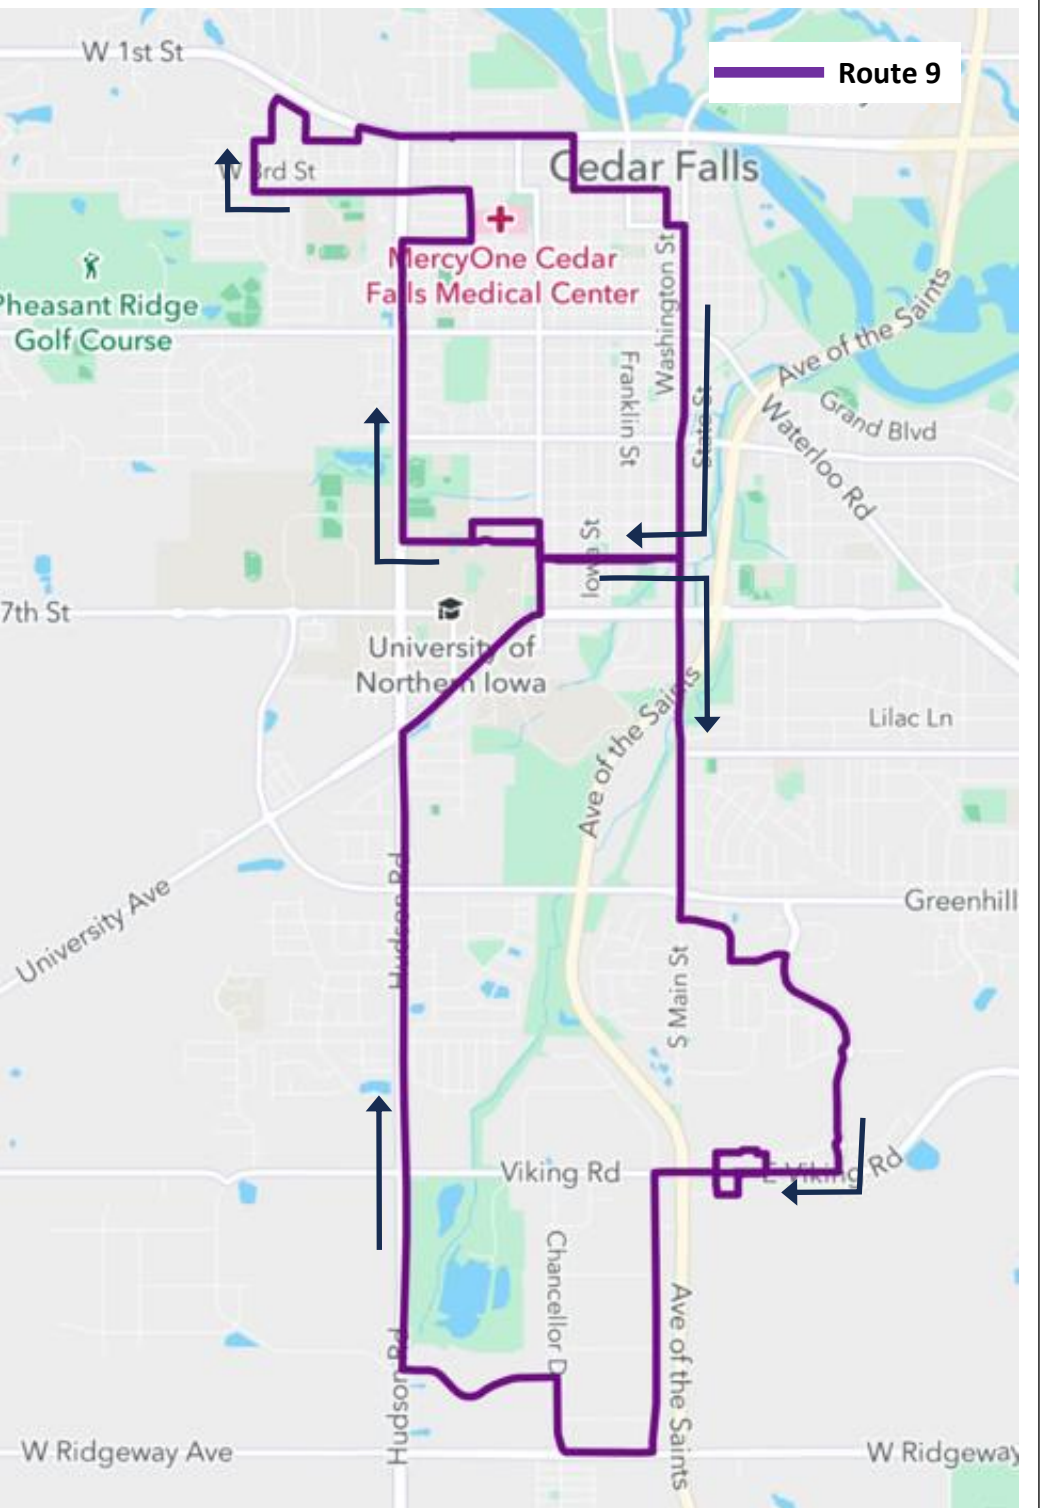 W 1st St
Route 9
W 3rd St
Cedar Falls
MercyOne Cedar
Falls Medical Center
Pheasant Ridge
Golf Course
Washington St
Ave of the Saints
Franklin St
State St
Grand Blvd
Waterloo Rd
Iowa St
7th St
University of
Northern Iowa
Ave of the Saints
Lilac Ln
Hudson Rd
University Ave
Greenhill
S Main St
Viking Rd
E Viking Rd
Chancellor D
Ave of the Saints
Hudson Rd
W Ridgeway Ave
W Ridgeway